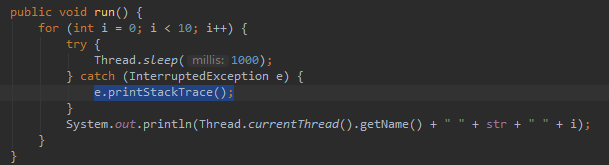 public void run() {
for (int i = 0; i < 10; i++) {
try {
Thread.sleep( millis: 1000);
} catch (InterruptedException e) {
e.printStackTrace();
}
System.out.println(Thread.currentThread().getName() + " " + str + " " + i);
}
}